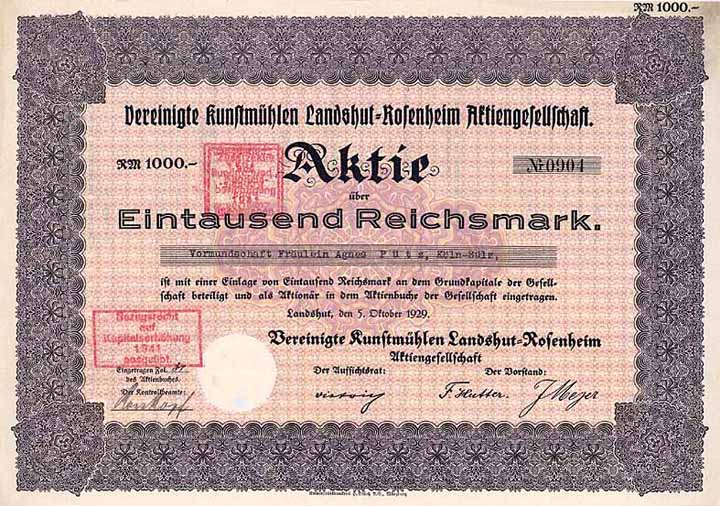 RM 1000.-
Vereinigte Kunstmühlen Landshut-Rosenheim Aktiengesellschaft.
RM 1000.-
Aktie
№ 0904
über
Eintausend Reichsmark.
Vormundschaft Fräulein Agnes Pütz, Köln-Sülz,
ist mit einer Einlage von Eintausend Reichsmark an dem Grundkapitale der Gesell-
schaft beteiligt und als Aktionär in dem Aktienbuche der Gesellschaft eingetragen.
Landshut, den 5. Oktober 1929.
Bezugsrecht
auf
Kapitalserhöhung
1941
ausgeübt.
Vereinigte Kunstmühlen Landshut-Rosenheim
Aktiengesellschaft
Eingetragen Fol.
des Aktienbuches.
Der Kontrollbeamte:
Der Aufsichtsrat:
Der Vorstand:
F. Hutter.
J. Meyer